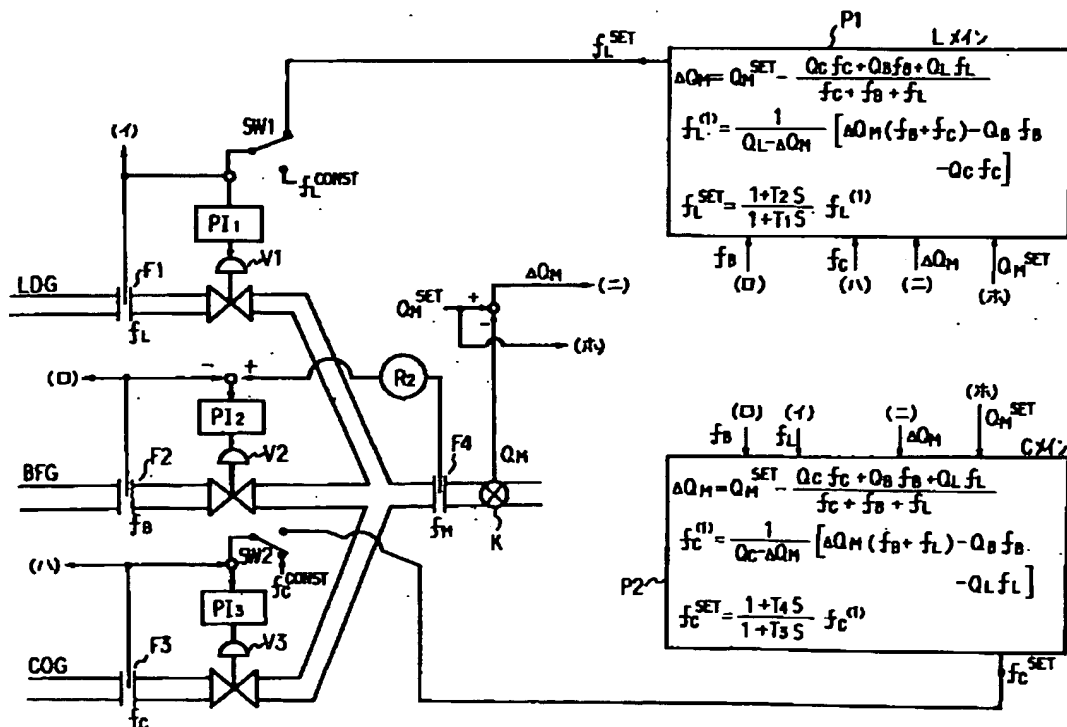 P1
Lメイン
f_L^SET
ΔQ_M = Q_M^SET - (Q_C f_C + Q_B f_B + Q_L f_L) / (f_C + f_B + f_L)
f_L^(1) = 1 / (Q_L - ΔQ_M) [ΔQ_M (f_B + f_C) - Q_B f_B
- Q_C f_C]
f_L^SET = (1 + T_2 S) / (1 + T_1 S) f_L^(1)
f_B f_C ΔQ_M Q_M^SET
(ロ) (ハ) (ニ) (ホ)
SW1
(イ)
f_L^CONST
PI_1
V1
F1
LDG
f_L
ΔQ_M
(ニ)
Q_M^SET
+
-
(ホ)
(ロ)
- +
R_2
PI_2
V2
F2
F4
Q_M
BFG
f_B
f_M
K
(ハ)
SW2
f_C^CONST
PI_3
V3
F3
COG
f_C
(ロ) (イ) (ニ) (ホ)
f_B f_L ΔQ_M Q_M^SET
Cメイン
ΔQ_M = Q_M^SET - (Q_C f_C + Q_B f_B + Q_L f_L) / (f_C + f_B + f_L)
f_C^(1) = 1 / (Q_C - ΔQ_M) [ΔQ_M (f_B + f_L) - Q_B f_B
- Q_L f_L]
P2
f_C^SET = (1 + T_4 S) / (1 + T_3 S) f_C^(1)
f_C^SET